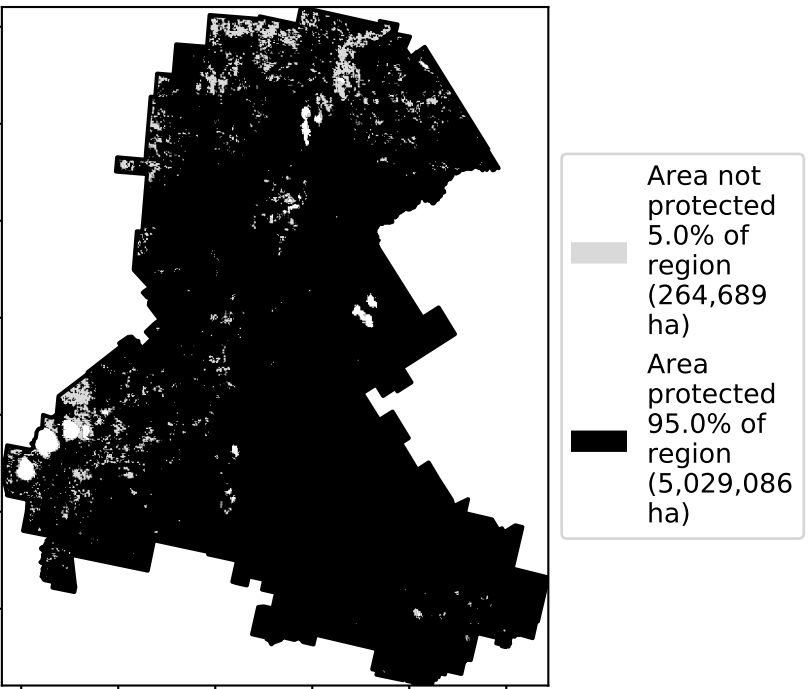 Area not
protected
5.0% of
region
(264,689
ha)
Area
protected
95.0% of
region
(5,029,086
ha)